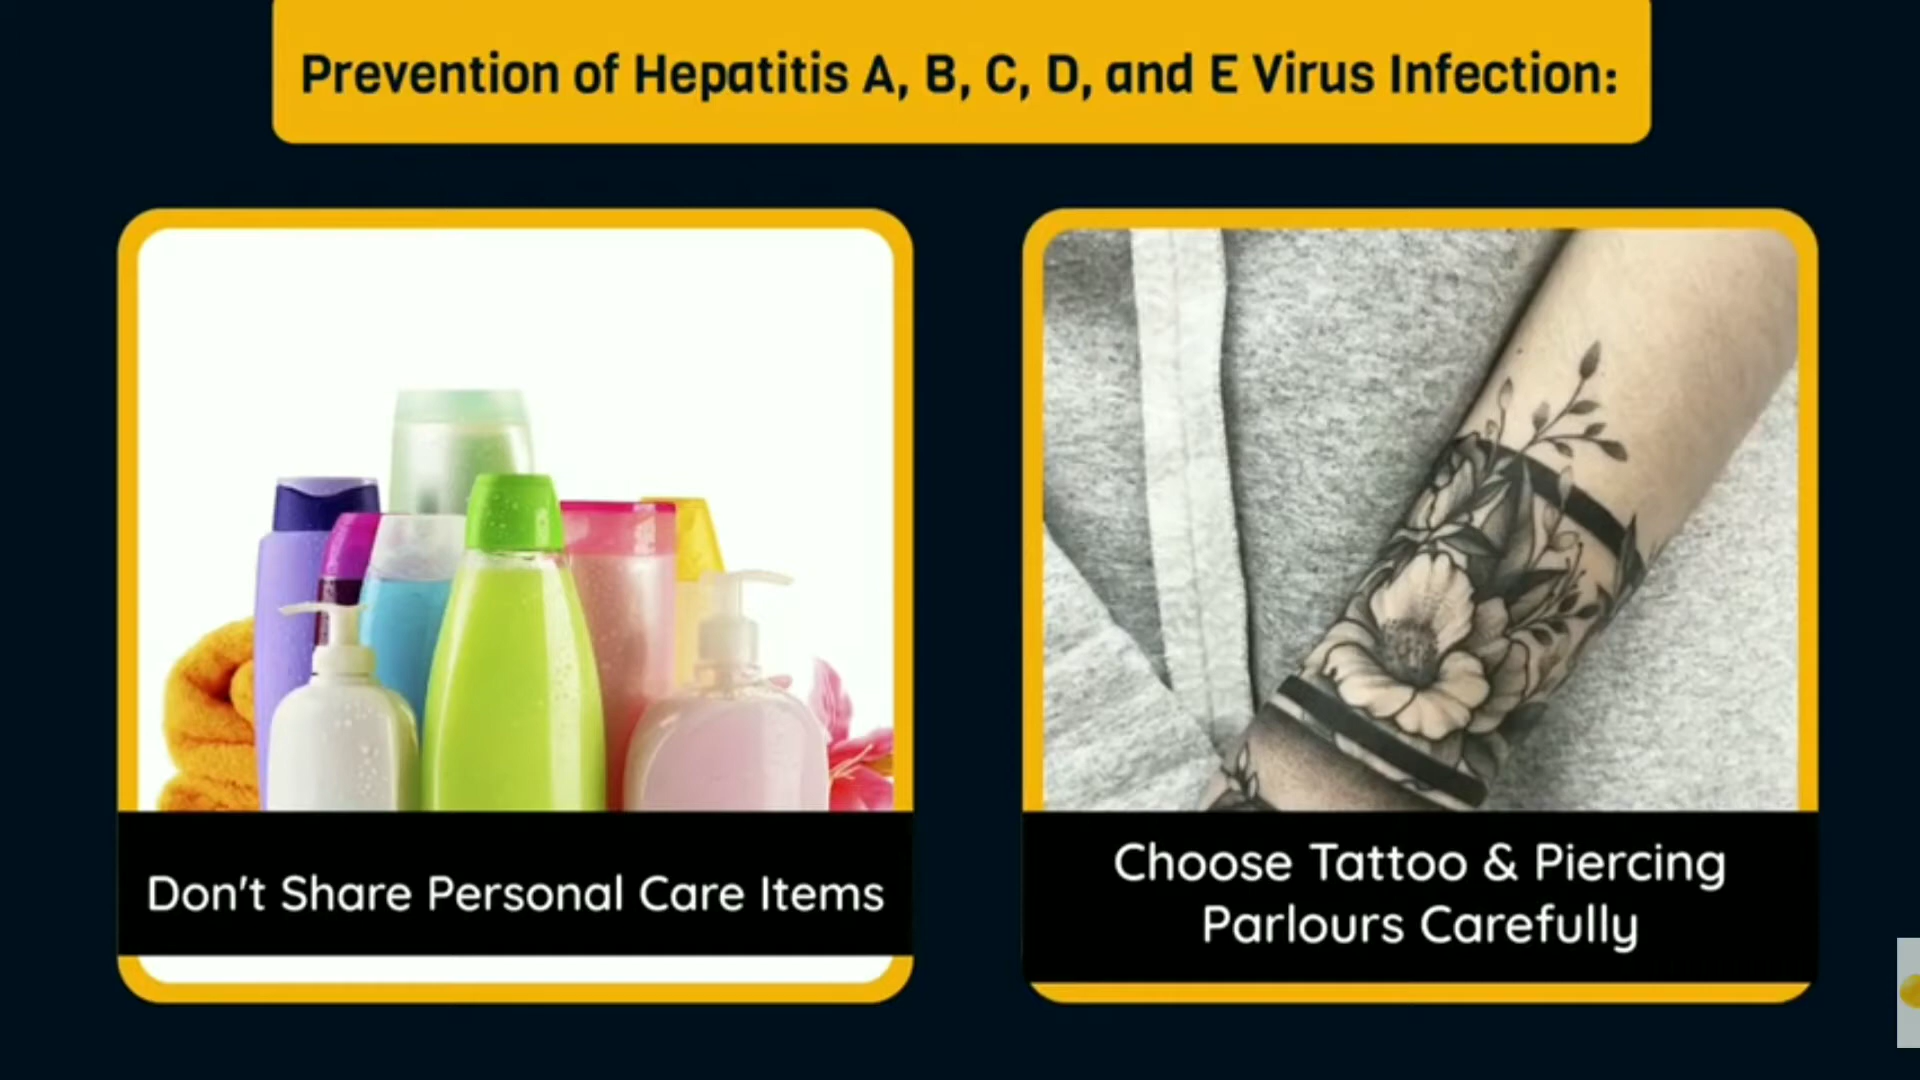 Prevention of Hepatitis A, B, C, D, and E Virus Infection:
Don't Share Personal Care Items
Choose Tattoo & Piercing
Parlours Carefully